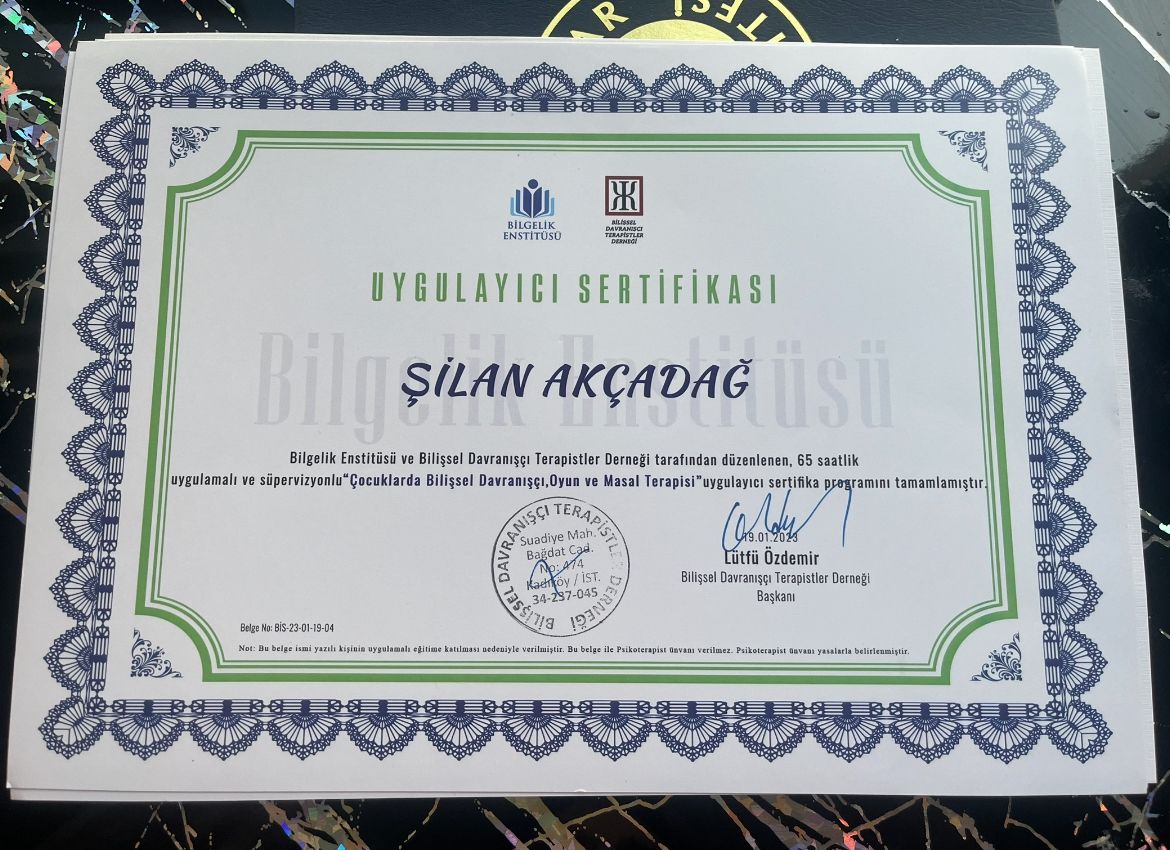 TESİ
AR
BİLGELİK
ENSTİTÜSÜ
BİLİŞSEL
DAVRANIŞCI
TERAPİSTLER
DERNEĞİ
UYGULAYICI SERTİFİKASI
Bilgelik Enstitüsü
ŞİLAN AKÇADAĞ
Bilgelik Enstitüsü ve Bilişsel Davranışçı Terapistler Derneği tarafından düzenlenen, 65 saatlik
uygulamalı ve süpervizyonlu“Çocuklarda Bilişsel Davranışçı,Oyun ve Masal Terapisi”uygulayıcı sertifika programını tamamlamıştır.
BİLİŞSEL DAVRANIŞÇI TERAPİSTLER DERNEĞİ
Suadiye Mah.
Bağdat Cad.
No: 474
Kadıköy / İST.
34-237-045
19.01.2023
Lütfü Özdemir
Bilişsel Davranışçı Terapistler Derneği
Başkanı
Belge No: BİS-23-01-19-04
Not: Bu belge ismi yazılı kişinin uygulamalı eğitime katılması nedeniyle verilmiştir. Bu belge ile Psikoterapist ünvanı verilmez. Psikoterapist ünvanı yasalarla belirlenmiştir.